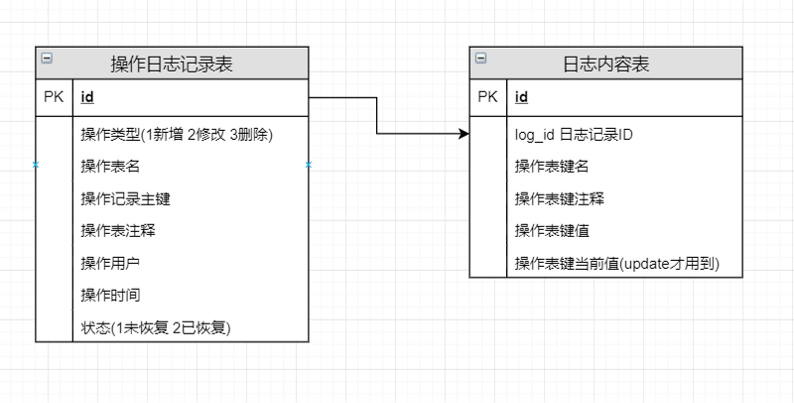 操作日志记录表
PK id
操作类型(1新增 2修改 3删除)
操作表名
操作记录主键
操作表注释
操作用户
操作时间
状态(1未恢复 2已恢复)
日志内容表
PK id
log_id 日志记录ID
操作表键名
操作表键注释
操作表键值
操作表键当前值(update才用到)